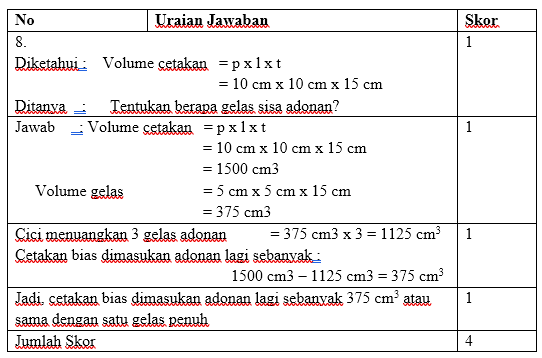 No Uraian Jawaban Skor
8. 1
Diketahui : Volume cetakan = p x l x t
= 10 cm x 10 cm x 15 cm
Ditanya : Tentukan berapa gelas sisa adonan?
Jawab : Volume cetakan = p x l x t 1
= 10 cm x 10 cm x 15 cm
= 1500 cm3
Volume gelas = 5 cm x 5 cm x 15 cm
= 375 cm3
Cici menuangkan 3 gelas adonan = 375 cm3 x 3 = 1125 cm³ 1
Cetakan bias dimasukan adonan lagi sebanyak :
1500 cm3 – 1125 cm3 = 375 cm³
Jadi, cetakan bias dimasukan adonan lagi sebanyak 375 cm³ atau 1
sama dengan satu gelas penuh
Jumlah Skor 4